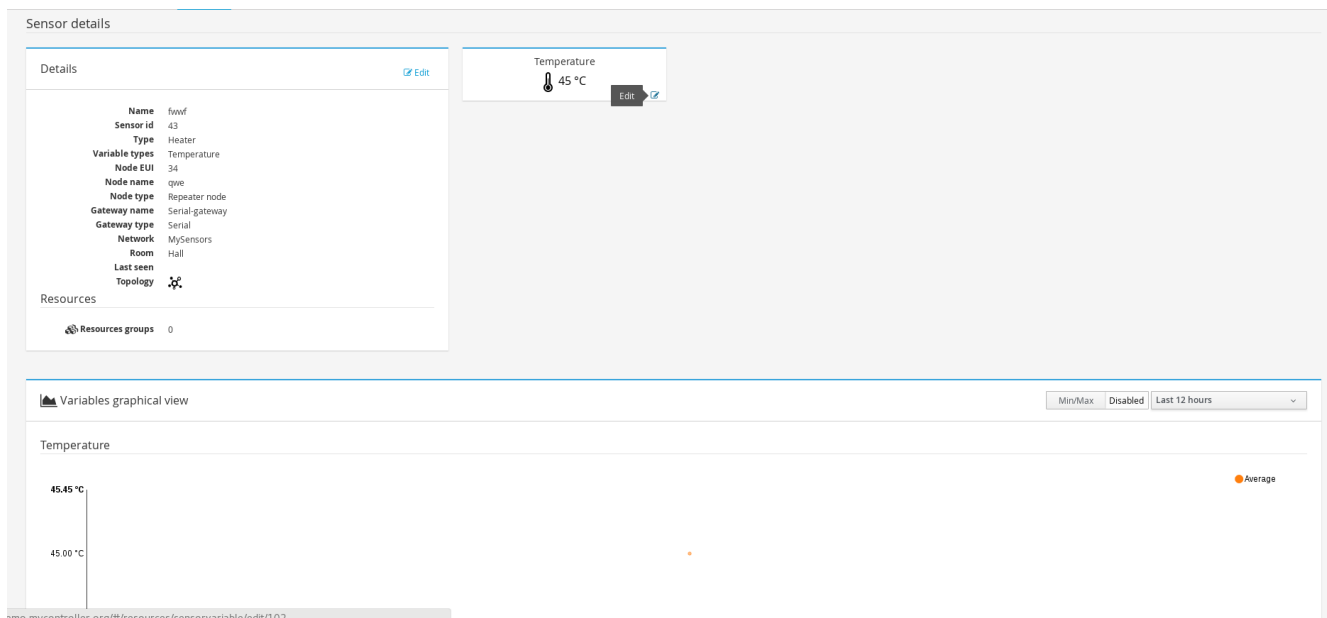 Sensor details
Details
Edit
Temperature
45 °C
Edit
Name fwwf
Sensor id 43
Type Heater
Variable types Temperature
Node EUI 34
Node name qwe
Node type Repeater node
Gateway name Serial-gateway
Gateway type Serial
Network MySensors
Room Hall
Last seen
Topology
Resources
Resources groups 0
Variables graphical view
Min/Max Disabled Last 12 hours
Temperature
Average
45.45 °C
45.00 °C